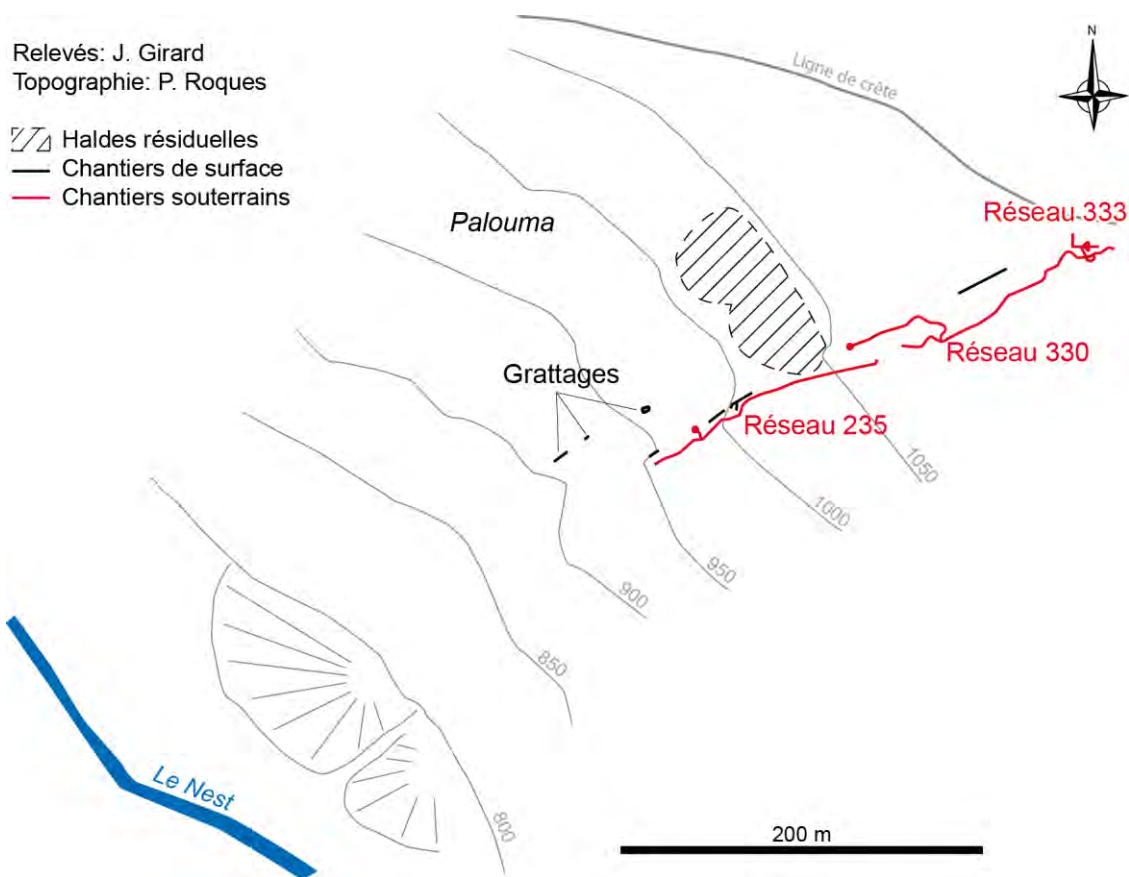 Relevés: J. Girard
Topographie: P. Roques
Haldes résiduelles
Chantiers de surface
Chantiers souterrains
N
Ligne de crête
Réseau 333
Palouma
Réseau 330
Grattages
Réseau 235
1050
1000
950
900
850
800
Le Nest
200 m